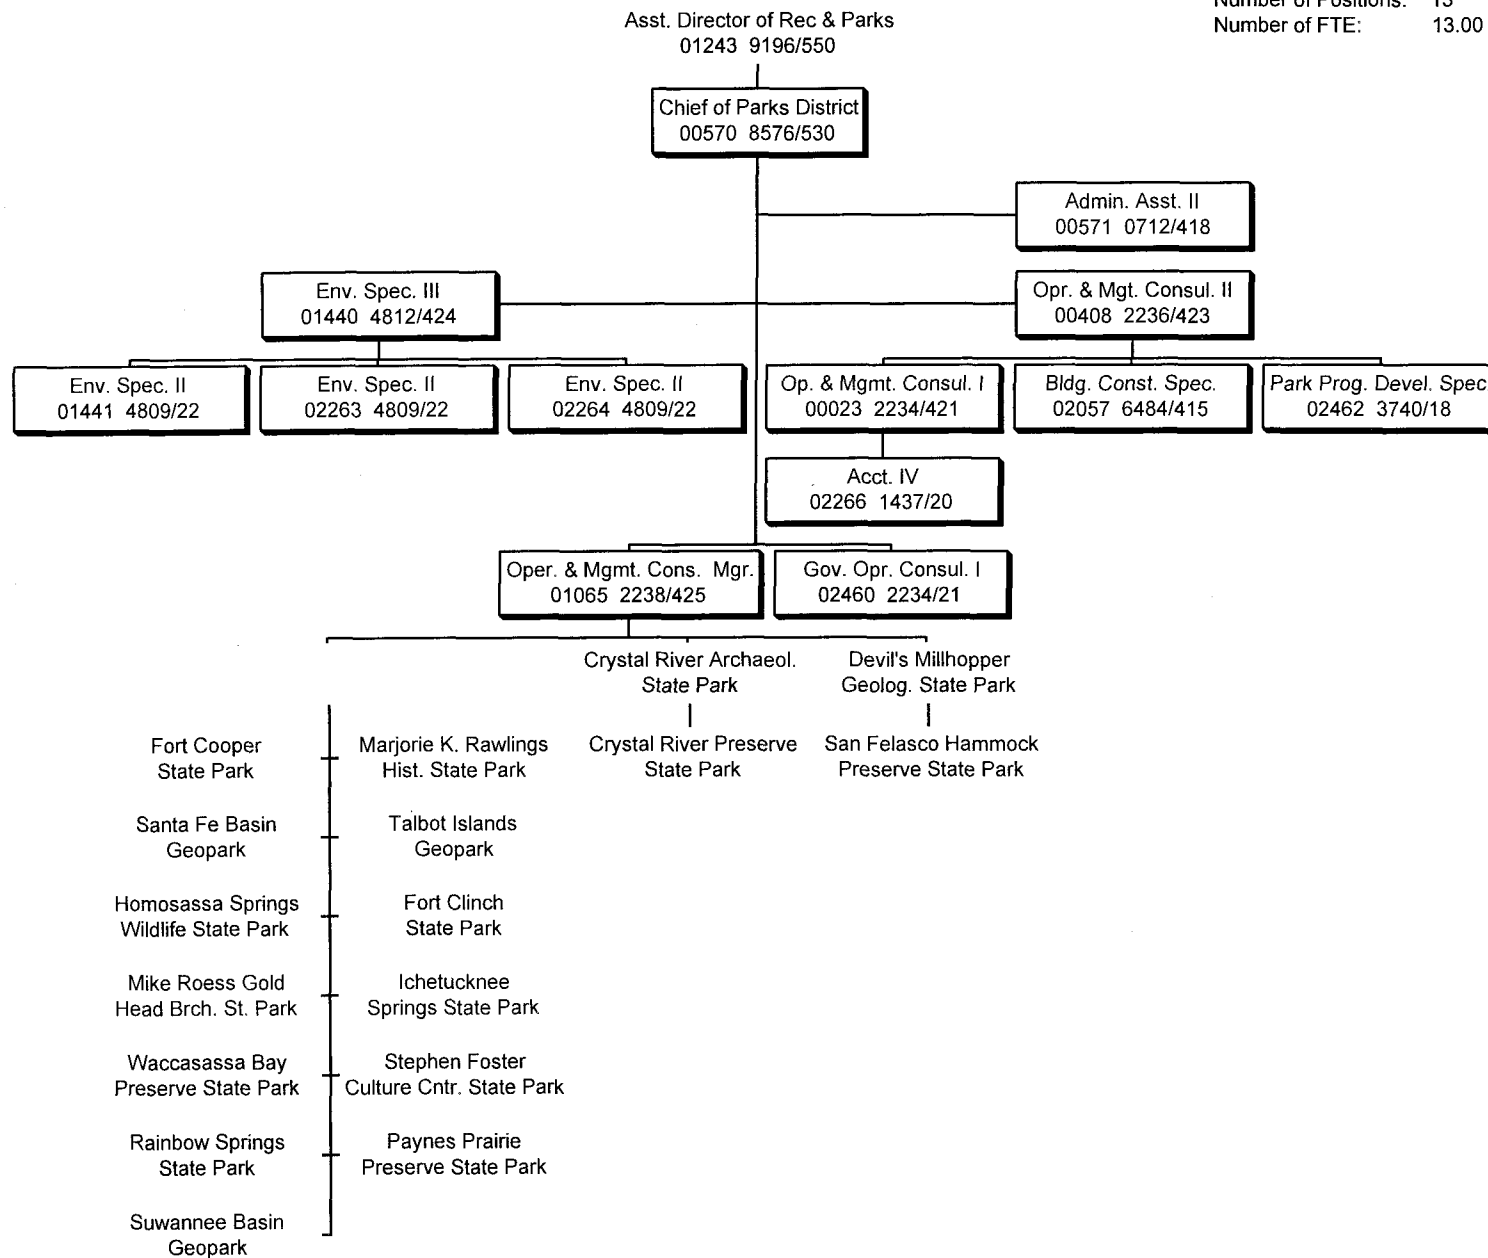 Number of Positions: 13
Asst. Director of Rec & Parks
01243 9196/550
Number of FTE: 13.00
Chief of Parks District
00570 8576/530
Admin. Asst. II
00571 0712/418
Env. Spec. III
01440 4812/424
Opr. & Mgt. Consul. II
00408 2236/423
Env. Spec. II
01441 4809/22
Env. Spec. II
02263 4809/22
Env. Spec. II
02264 4809/22
Op. & Mgmt. Consul. I
00023 2234/421
Bldg. Const. Spec.
02057 6484/415
Park Prog. Devel. Spec.
02462 3740/18
Acct. IV
02266 1437/20
Oper. & Mgmt. Cons. Mgr.
01065 2238/425
Gov. Opr. Consul. I
02460 2234/21
Crystal River Archaeol.
State Park
Devil's Millhopper
Geolog. State Park
Fort Cooper
State Park
Marjorie K. Rawlings
Hist. State Park
Crystal River Preserve
State Park
San Felasco Hammock
Preserve State Park
Santa Fe Basin
Geopark
Talbot Islands
Geopark
Homosassa Springs
Wildlife State Park
Fort Clinch
State Park
Mike Roess Gold
Head Brch. St. Park
Ichetucknee
Springs State Park
Waccasassa Bay
Preserve State Park
Stephen Foster
Culture Cntr. State Park
Rainbow Springs
State Park
Paynes Prairie
Preserve State Park
Suwannee Basin
Geopark